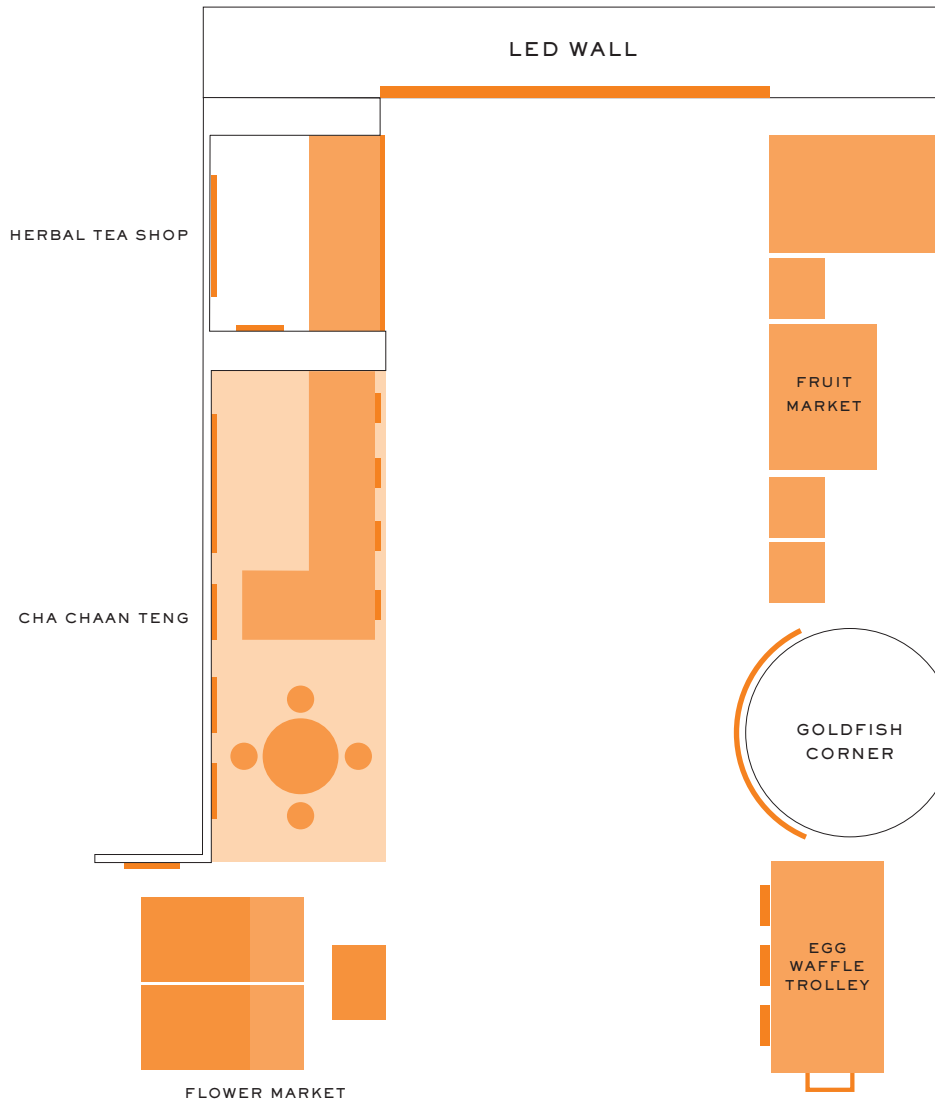 LED WALL
HERBAL TEA SHOP
FRUIT
MARKET
CHA CHAAN TENG
GOLDFISH
CORNER
EGG
WAFFLE
TROLLEY
FLOWER MARKET